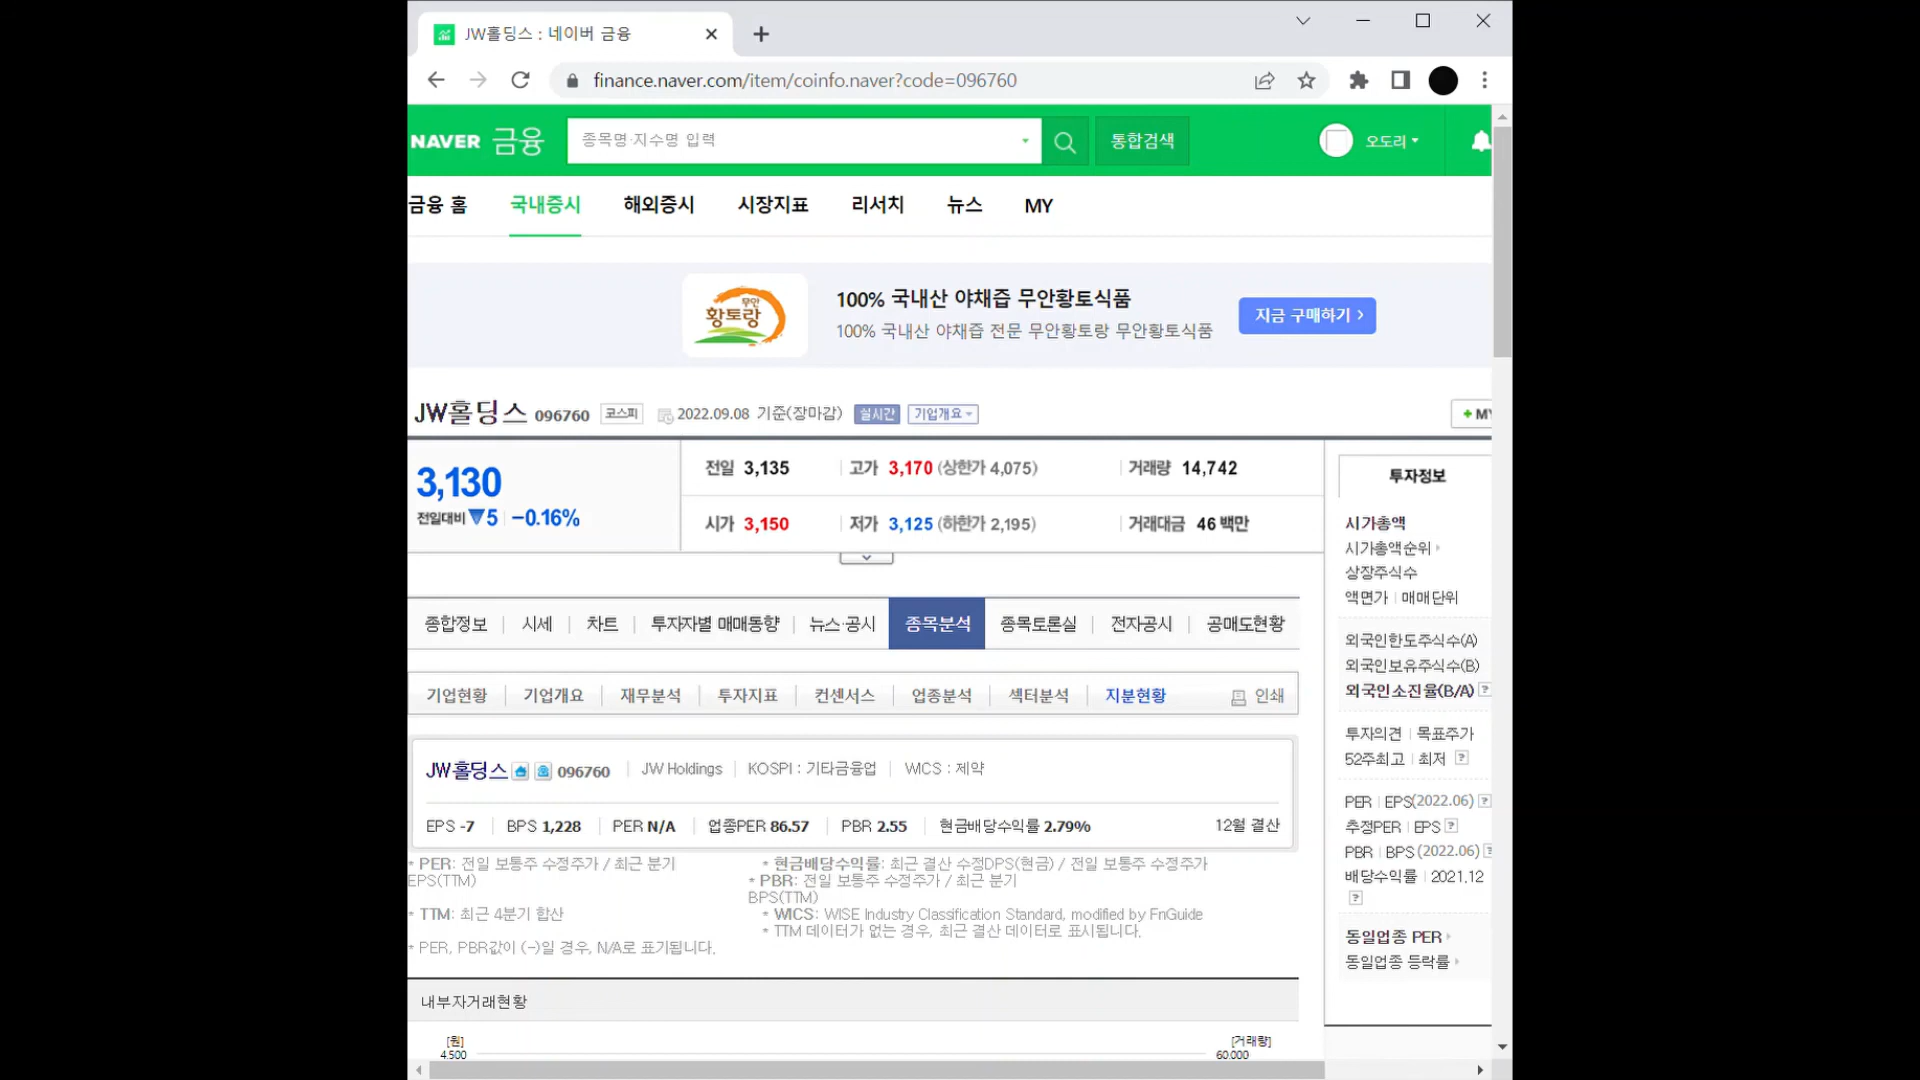 JW홀딩스 : 네이버 금융
finance.naver.com/item/coinfo.naver?code=096760
NAVER 금융
종목명·지수명 입력
통합검색
오도리
금융 홈 국내증시 해외증시 시장지표 리서치 뉴스 MY
무안
황토랑
100% 국내산 야채즙 무안황토식품
100% 국내산 야채즙 전문 무안황토랑 무안황토식품
지금 구매하기 >
JW홀딩스 096760 코스피 2022.09.08 기준(장마감) 실시간 기업개요
+ MY
3,130
전일대비 ▼5 -0.16%
전일 3,135 고가 3,170 (상한가 4,075) 거래량 14,742
시가 3,150 저가 3,125 (하한가 2,195) 거래대금 46 백만
종합정보 시세 차트 투자자별 매매동향 뉴스·공시 종목분석 종목토론실 전자공시 공매도현황
기업현황 기업개요 재무분석 투자지표 컨센서스 업종분석 섹터분석 지분현황 인쇄
JW홀딩스 096760 JW Holdings KOSPI : 기타금융업 WICS : 제약
EPS -7 BPS 1,228 PER N/A 업종PER 86.57 PBR 2.55 현금배당수익률 2.79% 12월 결산
* PER: 전일 보통주 수정주가 / 최근 분기
EPS(TTM)
* TTM: 최근 4분기 합산
* PER, PBR값이 (-)일 경우, N/A로 표기됩니다.
* 현금배당수익률: 최근 결산 수정DPS(현금) / 전일 보통주 수정주가
* PBR: 전일 보통주 수정주가 / 최근 분기
BPS(TTM)
* WICS: WISE Industry Classification Standard, modified by FnGuide
* TTM 데이터가 없는 경우, 최근 결산 데이터로 표시됩니다.
내부자거래현황
[원] [거래량]
4,500 60,000
투자정보
시가총액
시가총액순위
상장주식수
액면가 매매단위
외국인한도주식수(A)
외국인보유주식수(B)
외국인소진율(B/A) ?
투자의견 목표주가
52주최고 최저 ?
PER EPS(2022.06) ?
추정PER EPS ?
PBR BPS (2022.06) ?
배당수익률 2021.12
?
동일업종 PER
동일업종 등락률